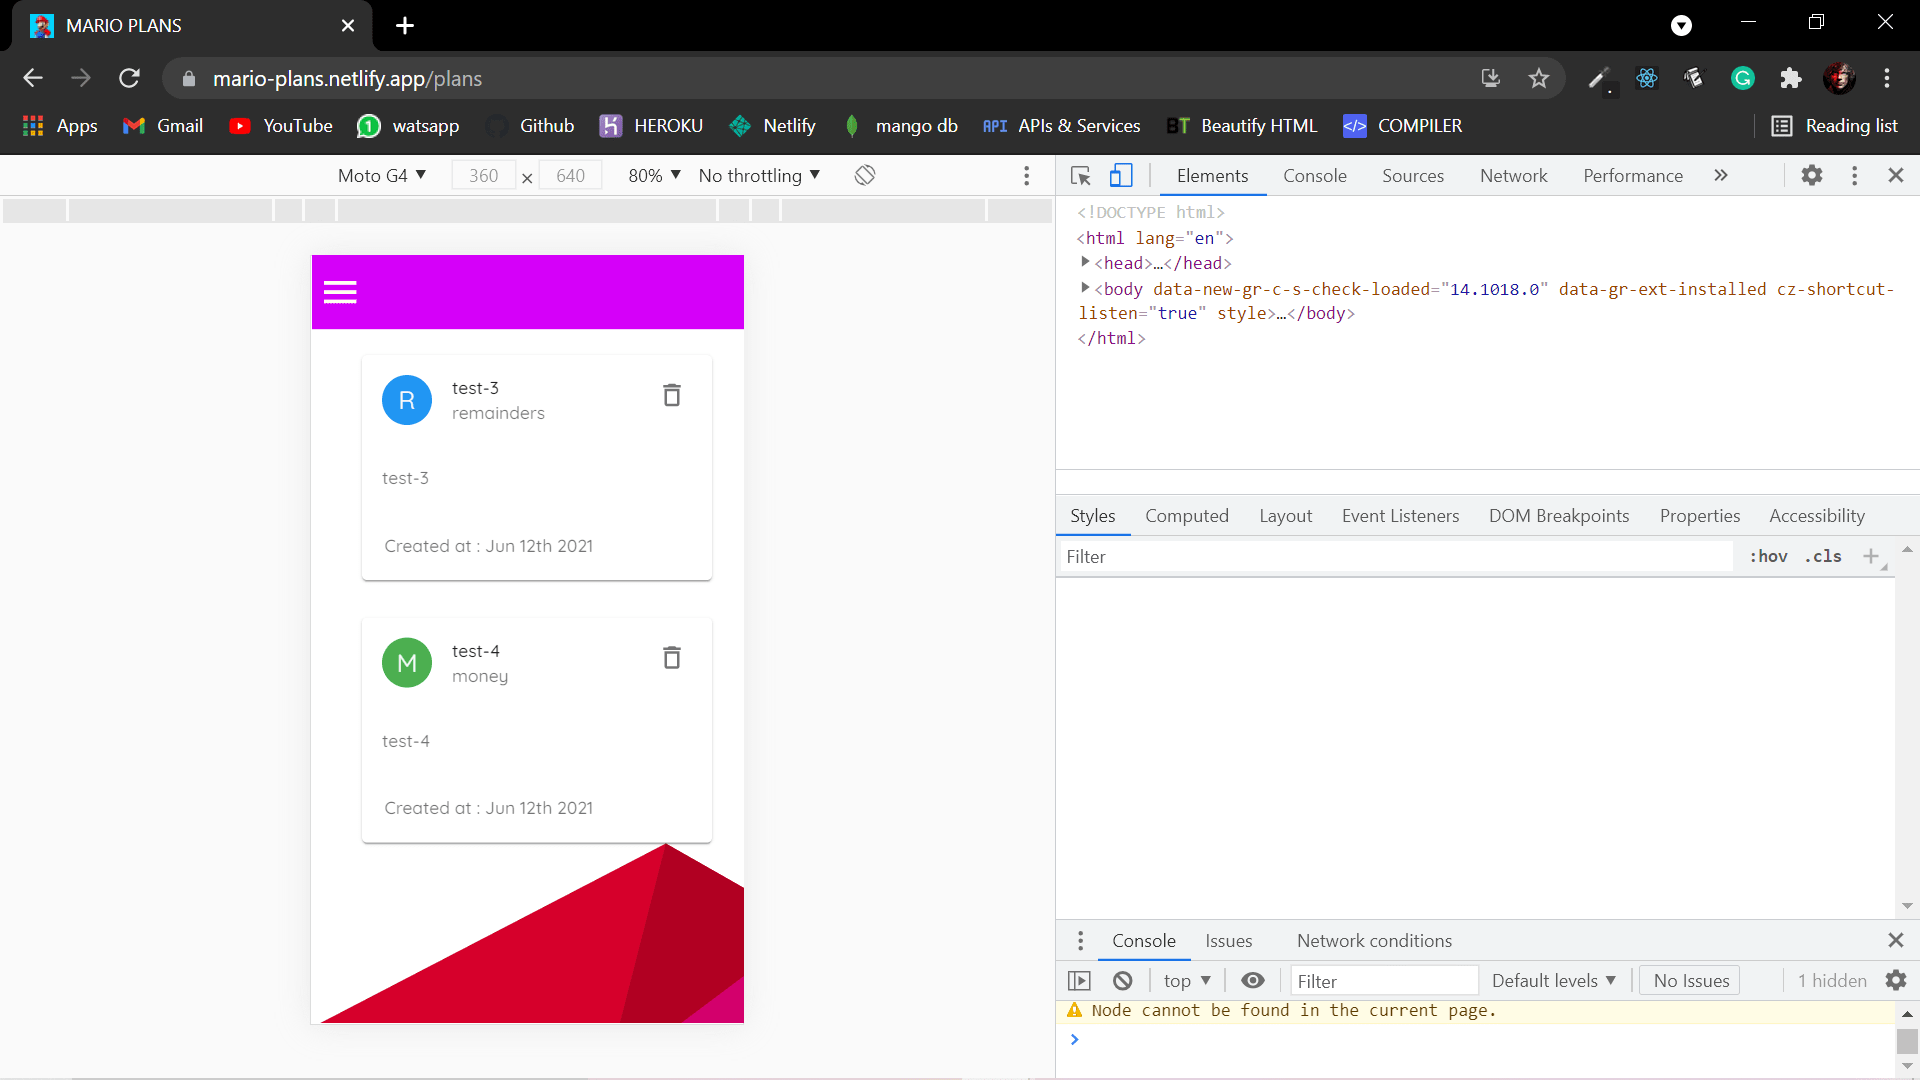 MARIO PLANS
mario-plans.netlify.app/plans
Apps Gmail YouTube watsapp Github HEROKU Netlify mango db API APIs & Services BT Beautify HTML </> COMPILER Reading list
Moto G4 360 × 640 80% No throttling
Elements Console Sources Network Performance »
<!DOCTYPE html>
<html lang="en">
<head>…</head>
<body data-new-gr-c-s-check-loaded="14.1018.0" data-gr-ext-installed cz-shortcut-
listen="true" style>…</body>
</html>
R
test-3
remainders
test-3
Created at : Jun 12th 2021
M
test-4
money
test-4
Created at : Jun 12th 2021
Styles Computed Layout Event Listeners DOM Breakpoints Properties Accessibility
Filter :hov .cls +
Console Issues Network conditions
top Filter Default levels No Issues 1 hidden
Node cannot be found in the current page.
>